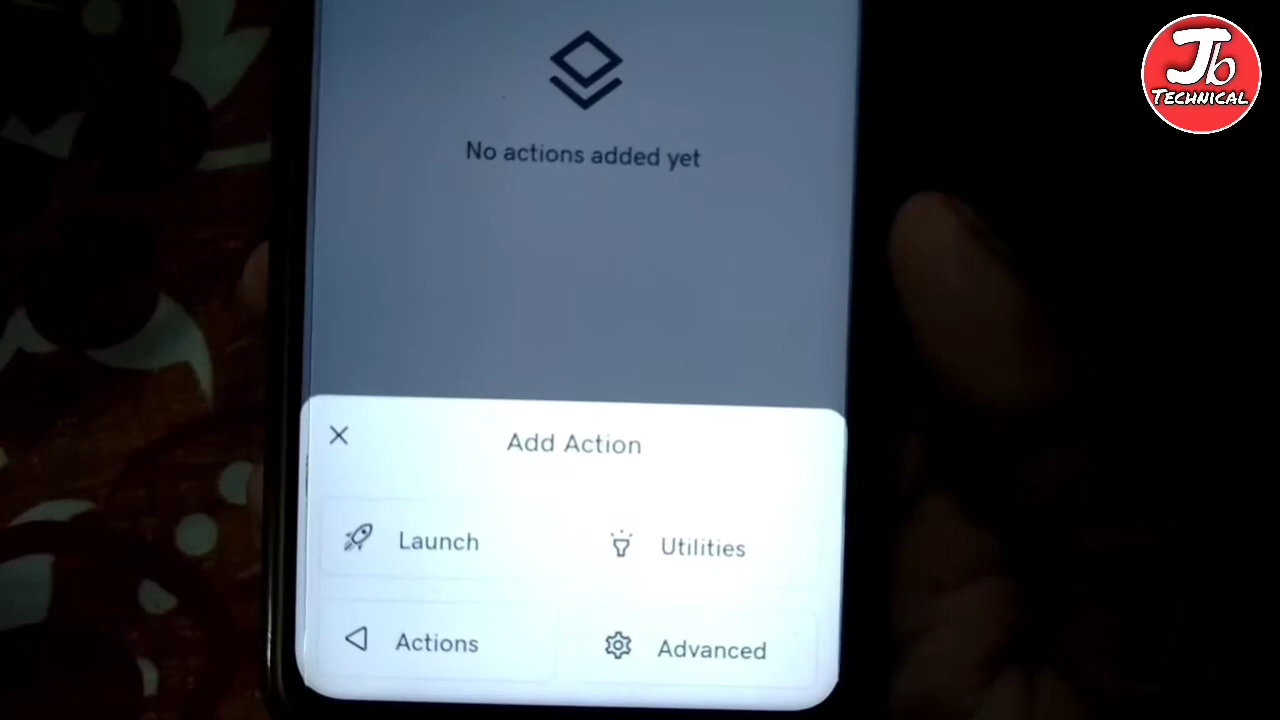 Jb
TECHNICAL
No actions added yet
Add Action
Launch
Utilities
Actions
Advanced